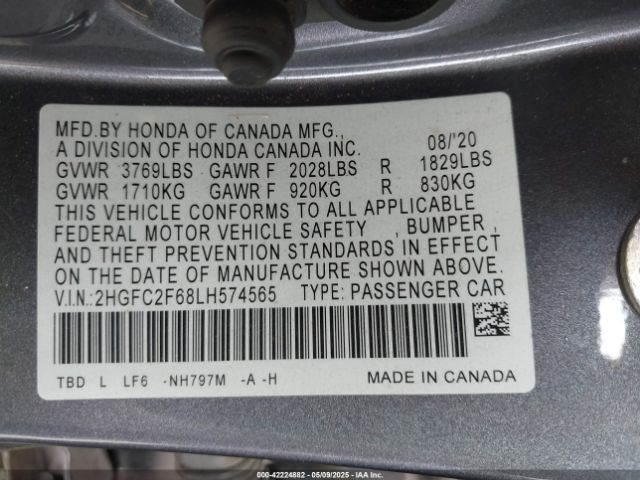 MFD.BY HONDA OF CANADA MFG.,
A DIVISION OF HONDA CANADA INC. 08/'20
GVWR 3769LBS GAWR F 2028LBS R 1829LBS
GVWR 1710KG GAWR F 920KG R 830KG
THIS VEHICLE CONFORMS TO ALL APPLICABLE
FEDERAL MOTOR VEHICLE SAFETY , BUMPER ,
AND THEFT PREVENTION STANDARDS IN EFFECT
ON THE DATE OF MANUFACTURE SHOWN ABOVE.
V.I.N.:2HGFC2F68LH574565 TYPE: PASSENGER CAR
TBD L LF6 -NH797M -A -H MADE IN CANADA
000-42224882 - 05/09/2025 - IAA Inc.